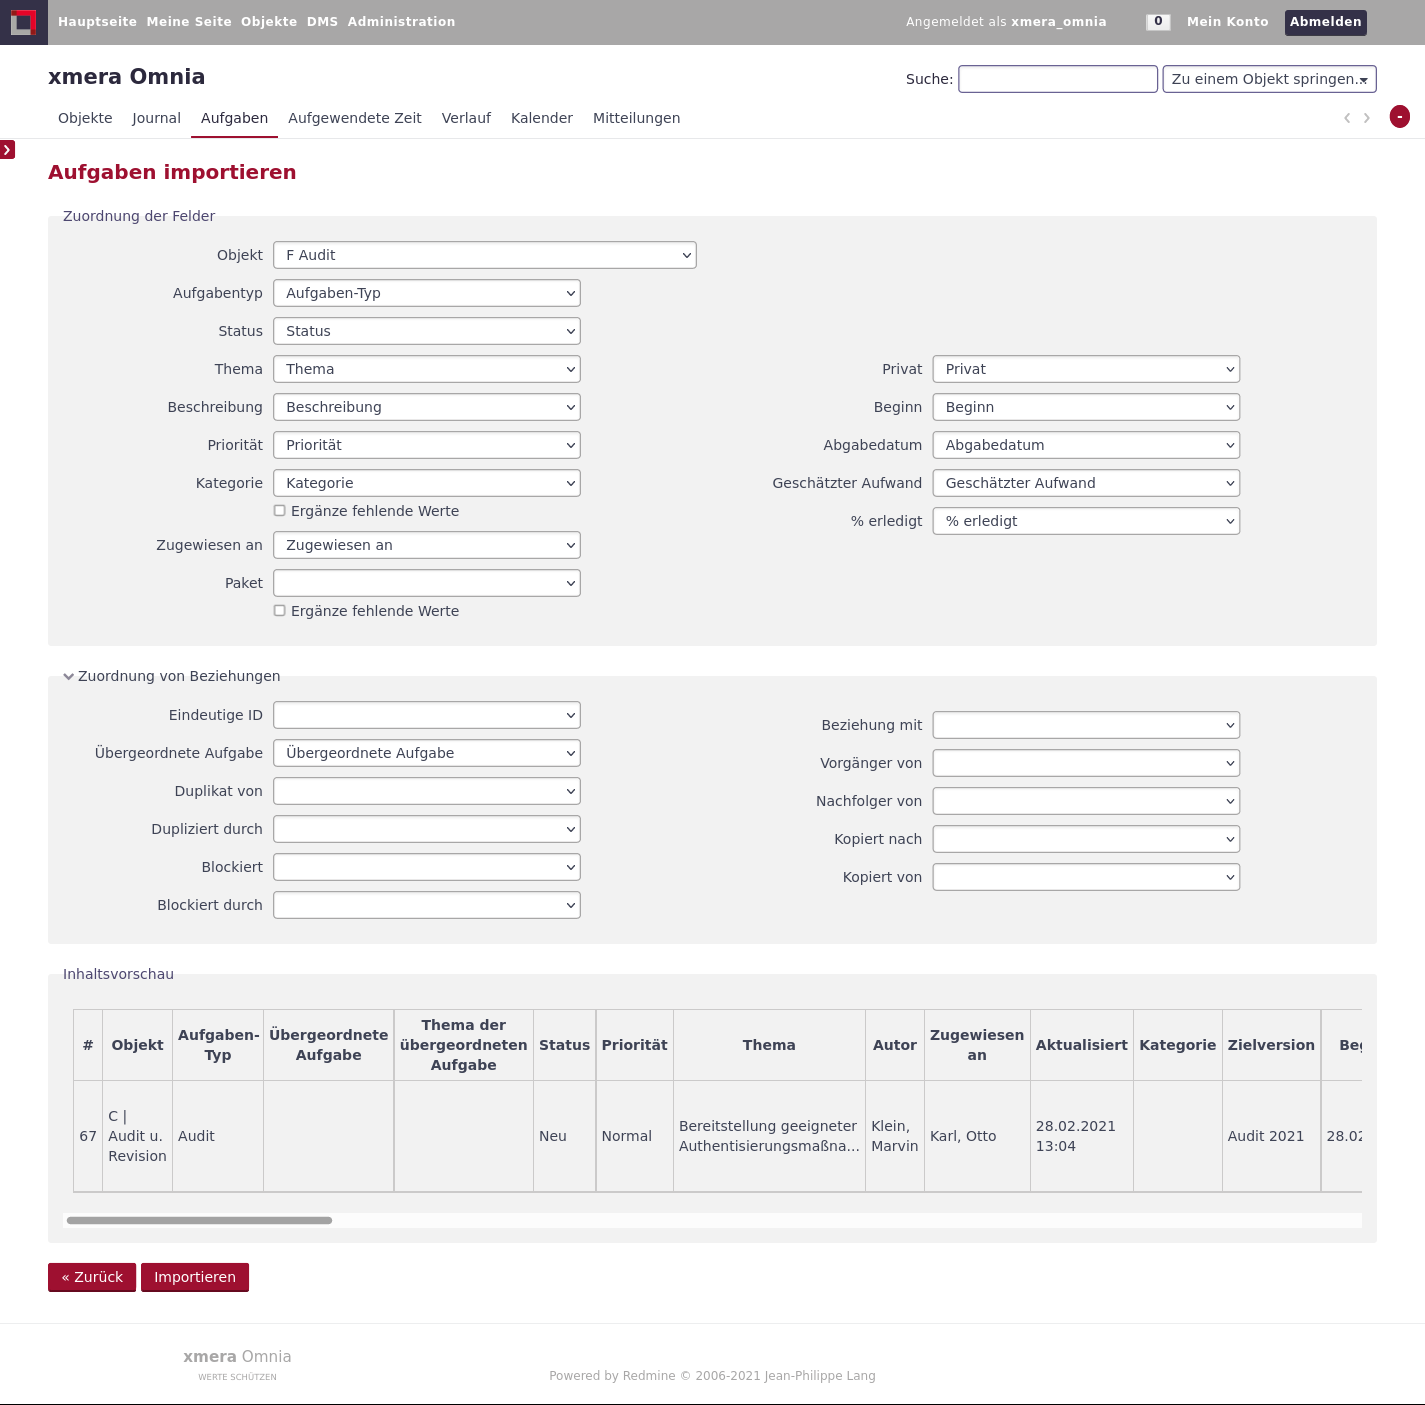 Hauptseite Meine Seite Objekte DMS Administration Angemeldet als xmera_omnia 0 Mein Konto Abmelden
xmera Omnia Suche: Zu einem Objekt springen...
Objekte Journal Aufgaben Aufgewendete Zeit Verlauf Kalender Mitteilungen
Aufgaben importieren
Zuordnung der Felder
Objekt F Audit
Aufgabentyp Aufgaben-Typ
Status Status
Thema Thema Privat Privat
Beschreibung Beschreibung Beginn Beginn
Priorität Priorität Abgabedatum Abgabedatum
Kategorie Kategorie Geschätzter Aufwand Geschätzter Aufwand
Ergänze fehlende Werte
% erledigt % erledigt
Zugewiesen an Zugewiesen an
Paket
Ergänze fehlende Werte
Zuordnung von Beziehungen
Eindeutige ID
Beziehung mit
Übergeordnete Aufgabe Übergeordnete Aufgabe
Vorgänger von
Duplikat von
Nachfolger von
Dupliziert durch
Kopiert nach
Blockiert
Kopiert von
Blockiert durch
Inhaltsvorschau
# Objekt Aufgaben-
Typ
Übergeordnete
Aufgabe
Thema der
übergeordneten
Aufgabe
Status Priorität Thema Autor Zugewiesen
an
Aktualisiert Kategorie Zielversion Beg
67 C |
Audit u.
Revision
Audit Neu Normal Bereitstellung geeigneter
Authentisierungsmaßna...
Klein,
Marvin
Karl, Otto 28.02.2021
13:04
Audit 2021 28.02
« Zurück Importieren
xmera Omnia
WERTE SCHÜTZEN
Powered by Redmine © 2006-2021 Jean-Philippe Lang